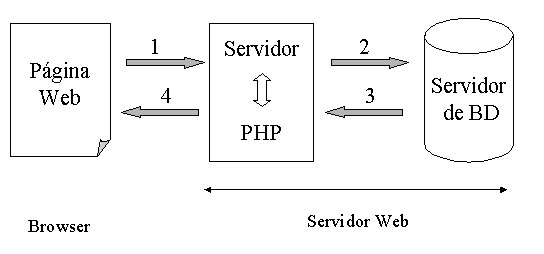 Página
Web
1
4
Servidor
PHP
2
3
Servidor
de BD
Browser
Servidor Web